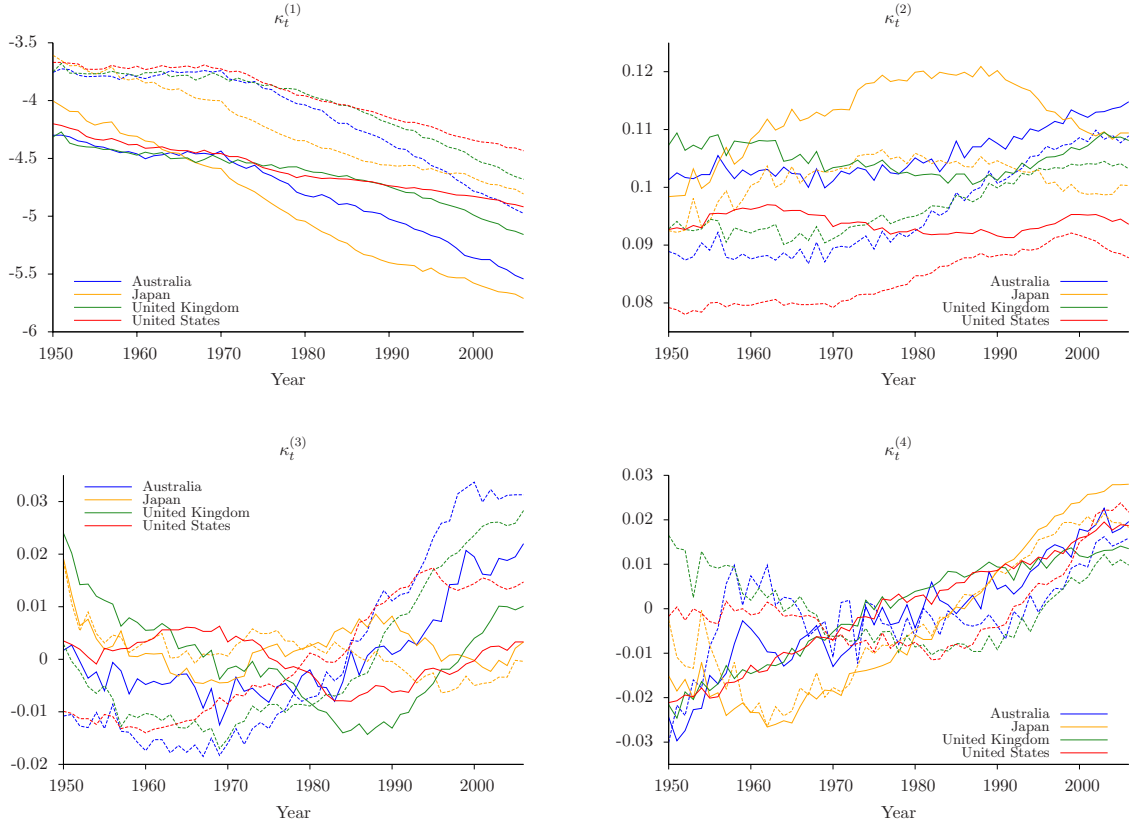 κ_t^{(1)}
-3.5
-4
-4.5
-5
-5.5
-6
Australia
Japan
United Kingdom
United States
1950 1960 1970 1980 1990 2000
Year
κ_t^{(2)}
0.12
0.11
0.1
0.09
0.08
Australia
Japan
United Kingdom
United States
1950 1960 1970 1980 1990 2000
Year
κ_t^{(3)}
0.03
0.02
0.01
0
-0.01
-0.02
Australia
Japan
United Kingdom
United States
1950 1960 1970 1980 1990 2000
Year
κ_t^{(4)}
0.03
0.02
0.01
0
-0.01
-0.02
-0.03
Australia
Japan
United Kingdom
United States
1950 1960 1970 1980 1990 2000
Year